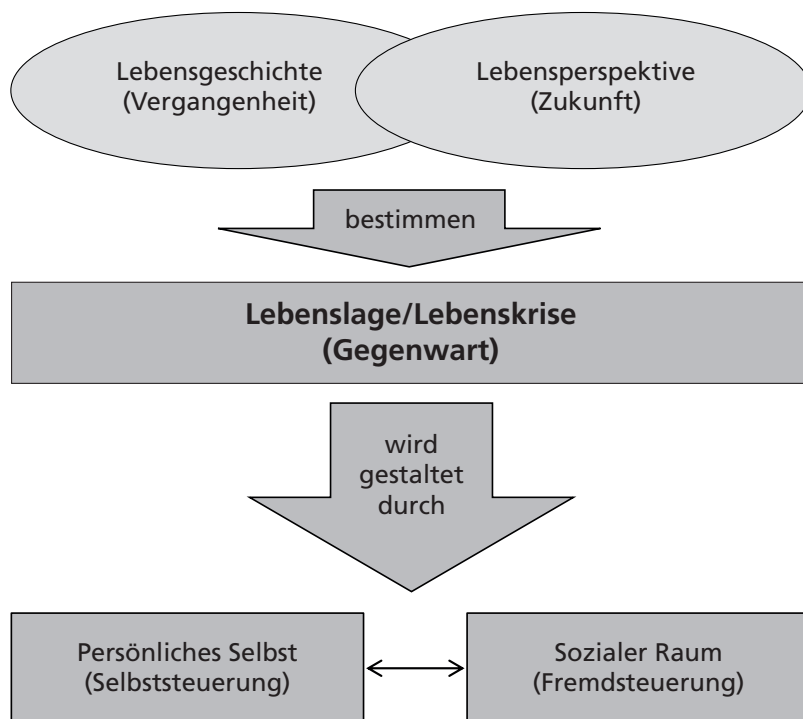 Lebensgeschichte
(Vergangenheit)
Lebensperspektive
(Zukunft)
bestimmen
Lebenslage/Lebenskrise
(Gegenwart)
wird
gestaltet
durch
Persönliches Selbst
(Selbststeuerung)
Sozialer Raum
(Fremdsteuerung)